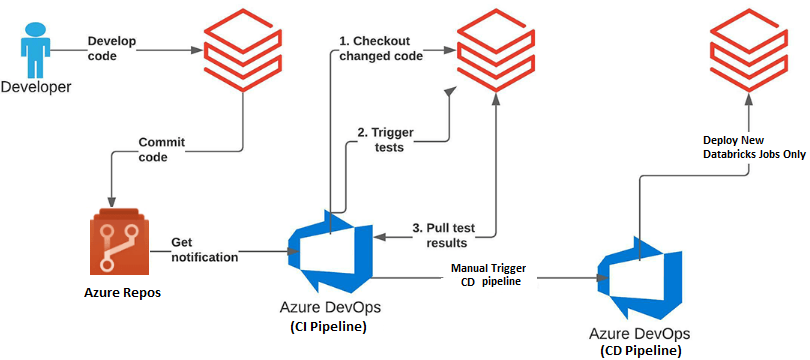 Developer
Develop
code
Commit
code
Azure Repos
Get
notification
1. Checkout
changed code
2. Trigger
tests
3. Pull test
results
Azure DevOps
(CI Pipeline)
Manual Trigger
CD pipeline
Deploy New
Databricks Jobs Only
Azure DevOps
(CD Pipeline)